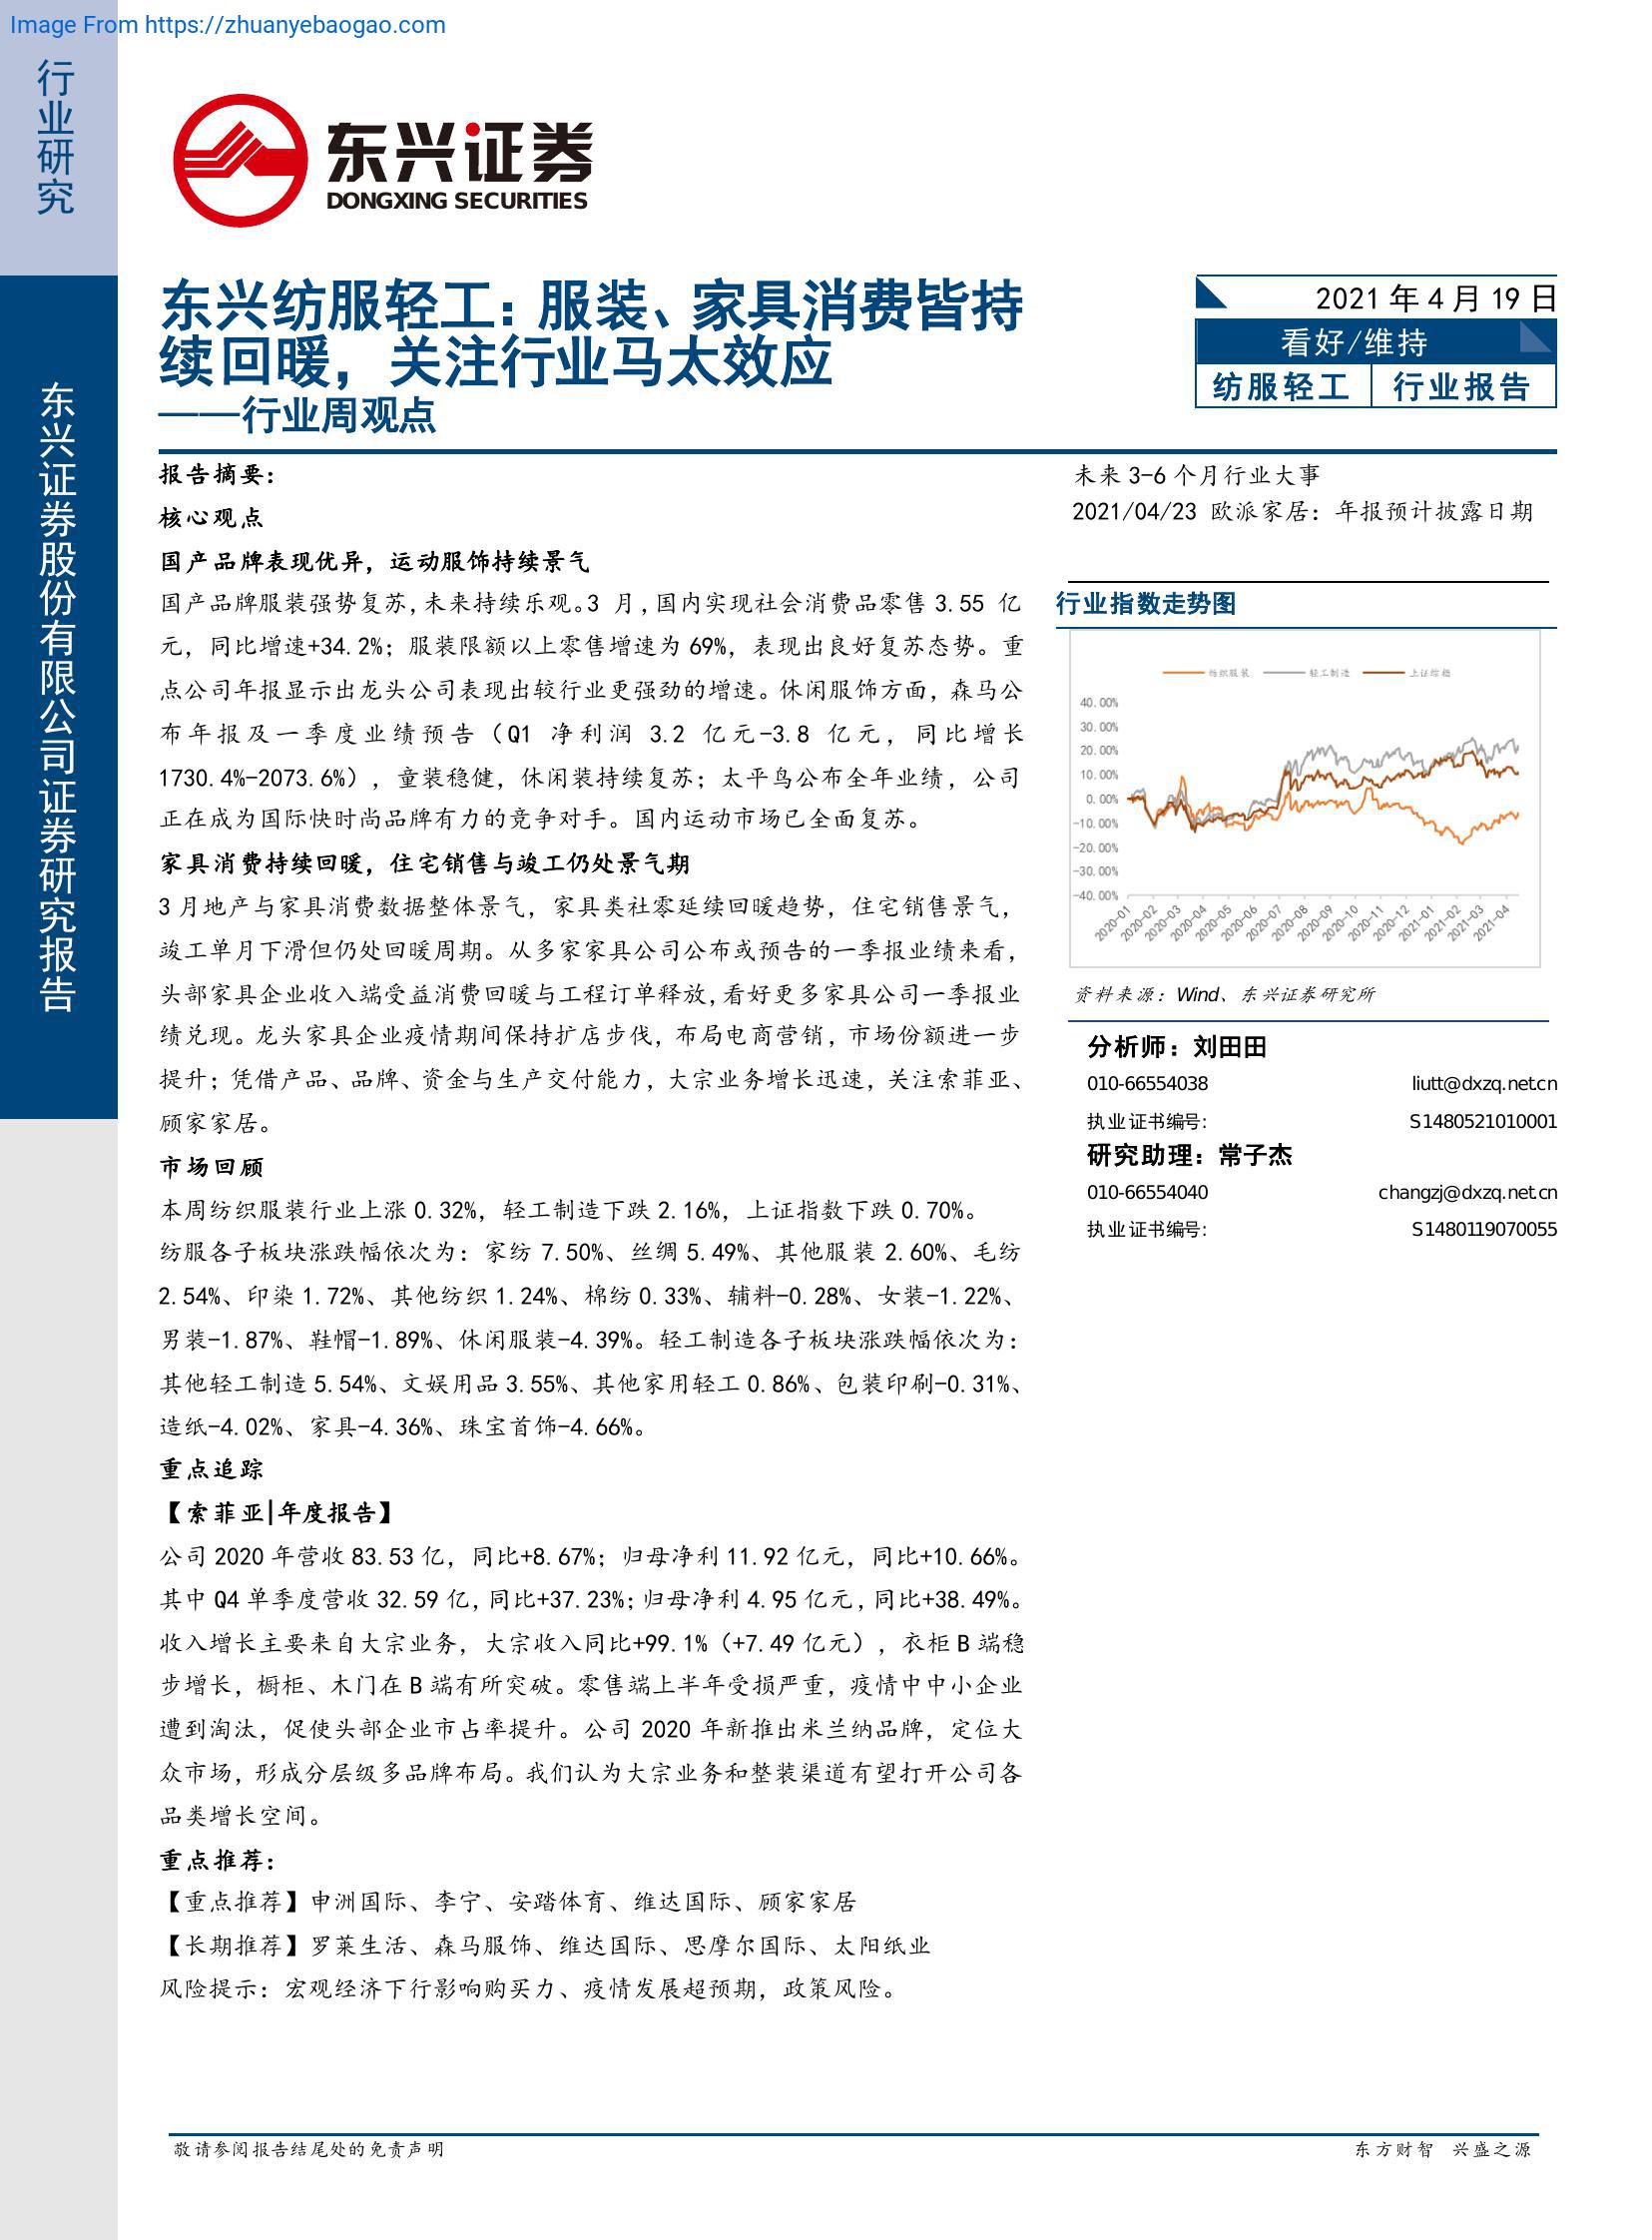 Image From https://zhuanyebaogao.com
行业研究
东兴证券股份有限公司证券研究报告
东兴证券
DONGXING SECURITIES
东兴纺服轻工：服装、家具消费皆持
续回暖，关注行业马太效应
——行业周观点
2021 年 4 月 19 日
看好/维持
纺服轻工 行业报告
报告摘要：
核心观点
国产品牌表现优异，运动服饰持续景气
国产品牌服装强势复苏，未来持续乐观。3 月，国内实现社会消费品零售 3.55 亿
元，同比增速+34.2%；服装限额以上零售增速为 69%，表现出良好复苏态势。重
点公司年报显示出龙头公司表现出较行业更强劲的增速。休闲服饰方面，森马公
布年报及一季度业绩预告（Q1 净利润 3.2 亿元-3.8 亿元，同比增长
1730.4%-2073.6%），童装稳健，休闲装持续复苏；太平鸟公布全年业绩，公司
正在成为国际快时尚品牌有力的竞争对手。国内运动市场已全面复苏。
家具消费持续回暖，住宅销售与竣工仍处景气期
3 月地产与家具消费数据整体景气，家具类社零延续回暖趋势，住宅销售景气，
竣工单月下滑但仍处回暖周期。从多家家具公司公布或预告的一季报业绩来看，
头部家具企业收入端受益消费回暖与工程订单释放，看好更多家具公司一季报业
绩兑现。龙头家具企业疫情期间保持扩店步伐，布局电商营销，市场份额进一步
提升；凭借产品、品牌、资金与生产交付能力，大宗业务增长迅速，关注索菲亚、
顾家家居。
市场回顾
本周纺织服装行业上涨 0.32%，轻工制造下跌 2.16%，上证指数下跌 0.70%。
纺服各子板块涨跌幅依次为：家纺 7.50%、丝绸 5.49%、其他服装 2.60%、毛纺
2.54%、印染 1.72%、其他纺织 1.24%、棉纺 0.33%、辅料-0.28%、女装-1.22%、
男装-1.87%、鞋帽-1.89%、休闲服装-4.39%。轻工制造各子板块涨跌幅依次为：
其他轻工制造 5.54%、文娱用品 3.55%、其他家用轻工 0.86%、包装印刷-0.31%、
造纸-4.02%、家具-4.36%、珠宝首饰-4.66%。
重点追踪
【索菲亚|年度报告】
公司 2020 年营收 83.53 亿，同比+8.67%；归母净利 11.92 亿元，同比+10.66%。
其中 Q4 单季度营收 32.59 亿，同比+37.23%；归母净利 4.95 亿元，同比+38.49%。
收入增长主要来自大宗业务，大宗收入同比+99.1%（+7.49 亿元），衣柜 B 端稳
步增长，橱柜、木门在 B 端有所突破。零售端上半年受损严重，疫情中中小企业
遭到淘汰，促使头部企业市占率提升。公司 2020 年新推出米兰纳品牌，定位大
众市场，形成分层级多品牌布局。我们认为大宗业务和整装渠道有望打开公司各
品类增长空间。
重点推荐：
【重点推荐】申洲国际、李宁、安踏体育、维达国际、顾家家居
【长期推荐】罗莱生活、森马服饰、维达国际、思摩尔国际、太阳纸业
风险提示：宏观经济下行影响购买力、疫情发展超预期，政策风险。
未来 3-6 个月行业大事
2021/04/23 欧派家居：年报预计披露日期
行业指数走势图
纺织服装 轻工制造 上证综指
40.00%
30.00%
20.00%
10.00%
0.00%
-10.00%
-20.00%
-30.00%
-40.00%
2020-01 2020-02 2020-03 2020-04 2020-05 2020-06 2020-07 2020-08 2020-09 2020-10 2020-11 2020-12 2021-01 2021-02 2021-03 2021-04
资料来源：Wind、东兴证券研究所
分析师：刘田田
010-66554038 liutt@dxzq.net.cn
执业证书编号: S1480521010001
研究助理：常子杰
010-66554040 changzj@dxzq.net.cn
执业证书编号: S1480119070055
敬请参阅报告结尾处的免责声明
东方财智 兴盛之源